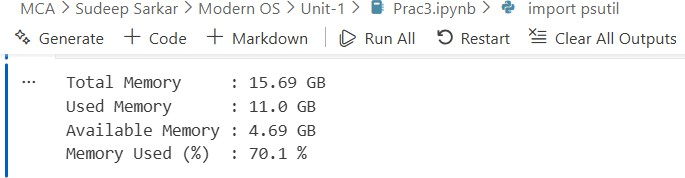 MCA > Sudeep Sarkar > Modern OS > Unit-1 > Prac3.ipynb > import psutil
Generate + Code + Markdown | Run All Restart Clear All Outputs
... Total Memory : 15.69 GB
Used Memory : 11.0 GB
Available Memory : 4.69 GB
Memory Used (%) : 70.1 %